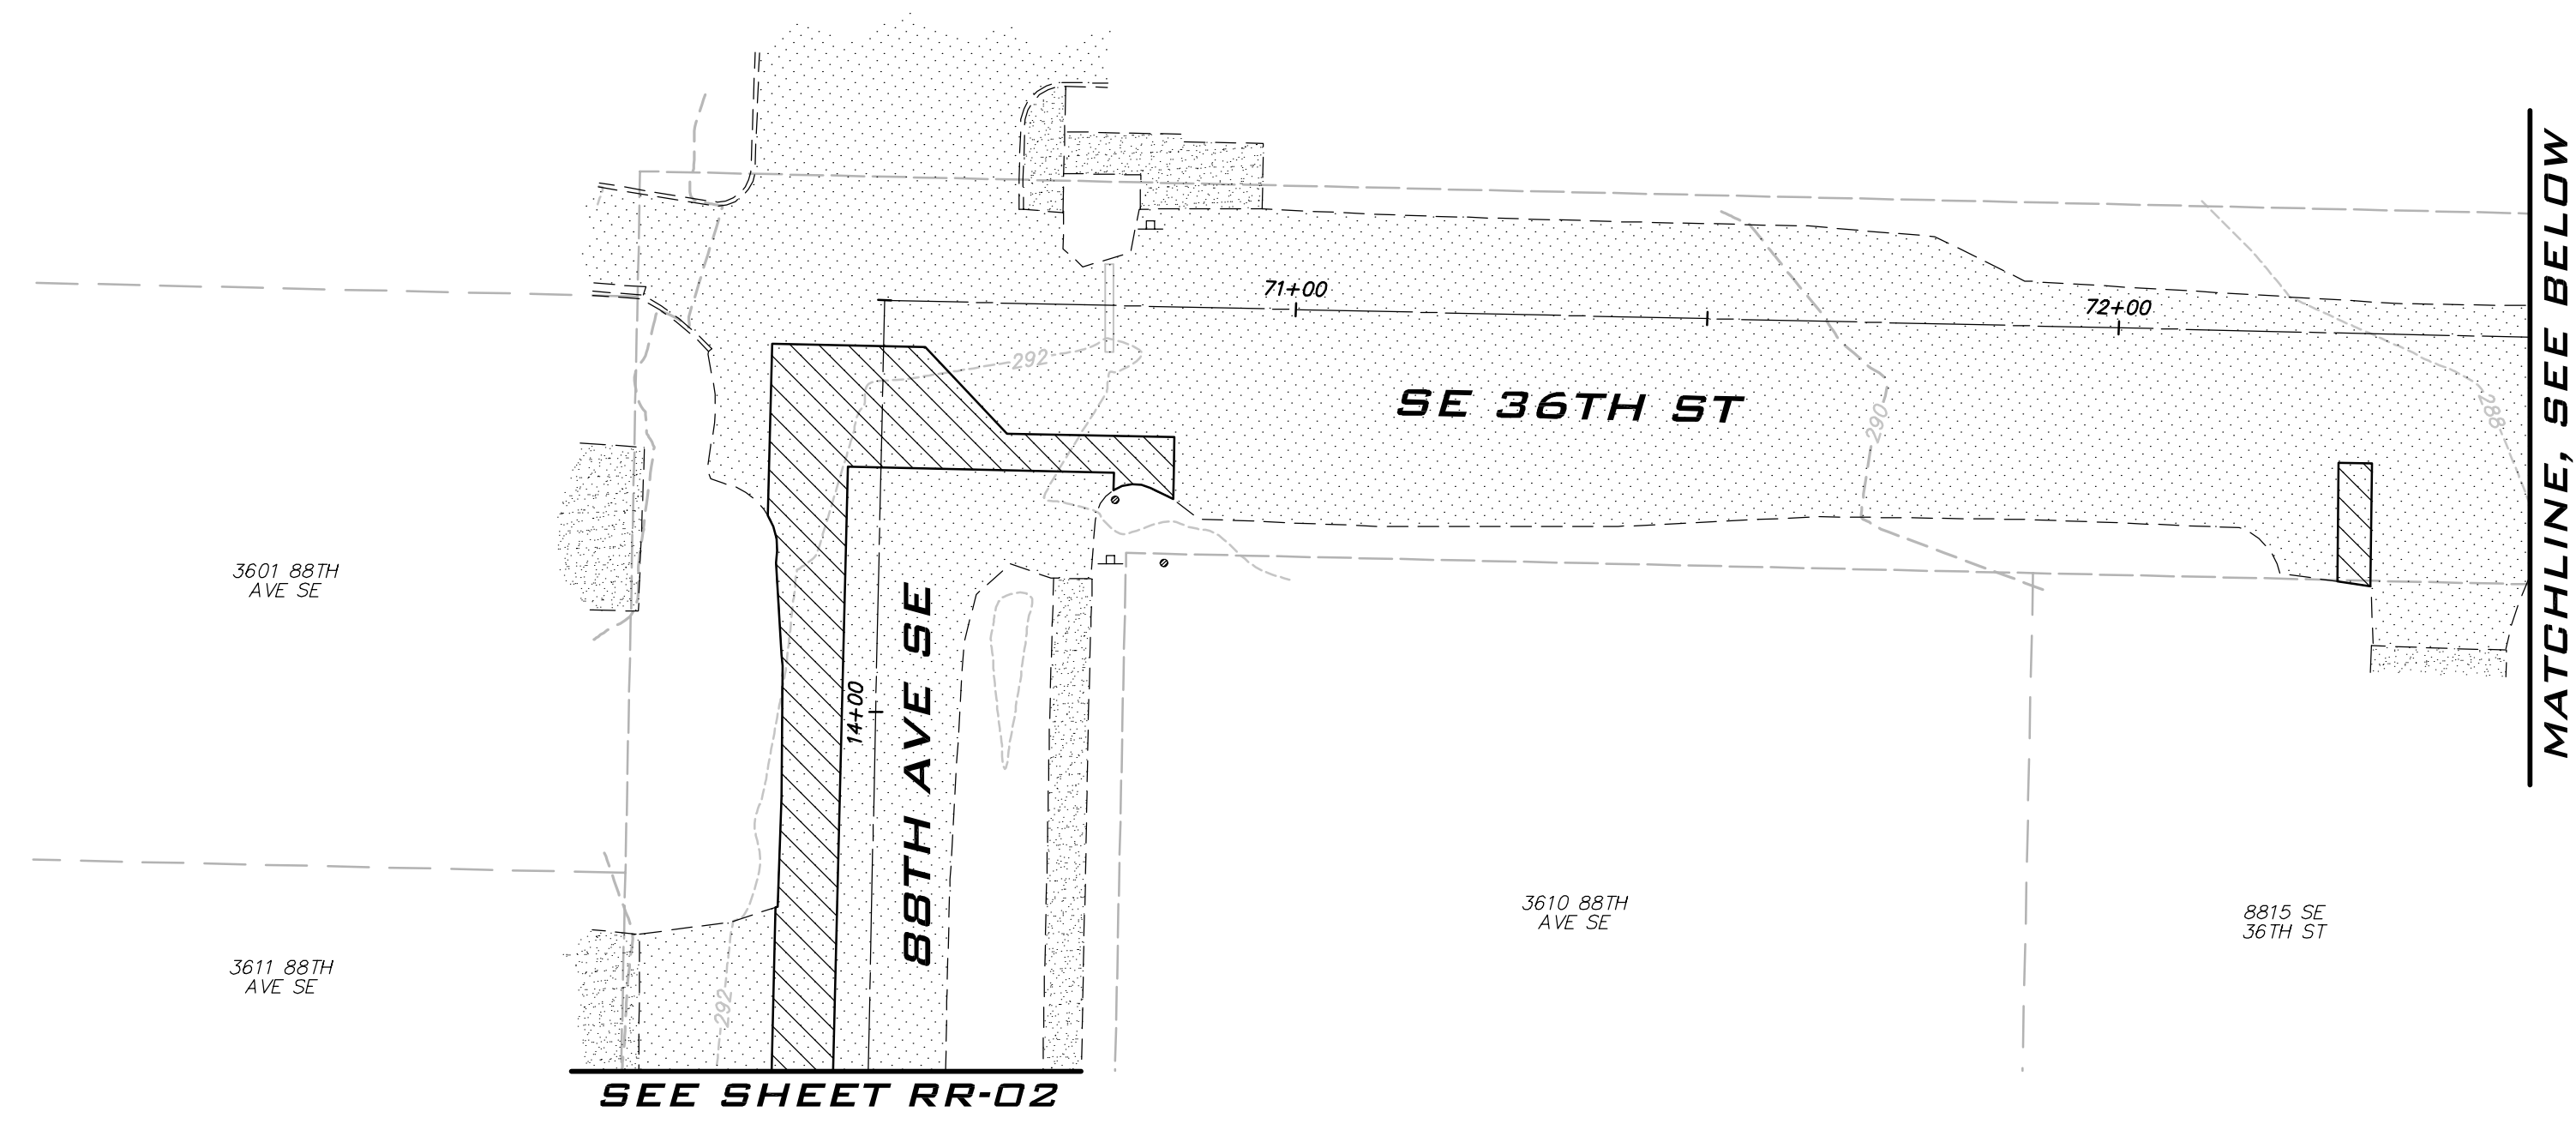 71+00
72+00
292
SE 36TH ST
290
288
MATCHLINE, SEE BELOW
3601 88TH
AVE SE
14+00
88TH AVE SE
3610 88TH
AVE SE
8815 SE
36TH ST
3611 88TH
AVE SE
292
SEE SHEET RR-02